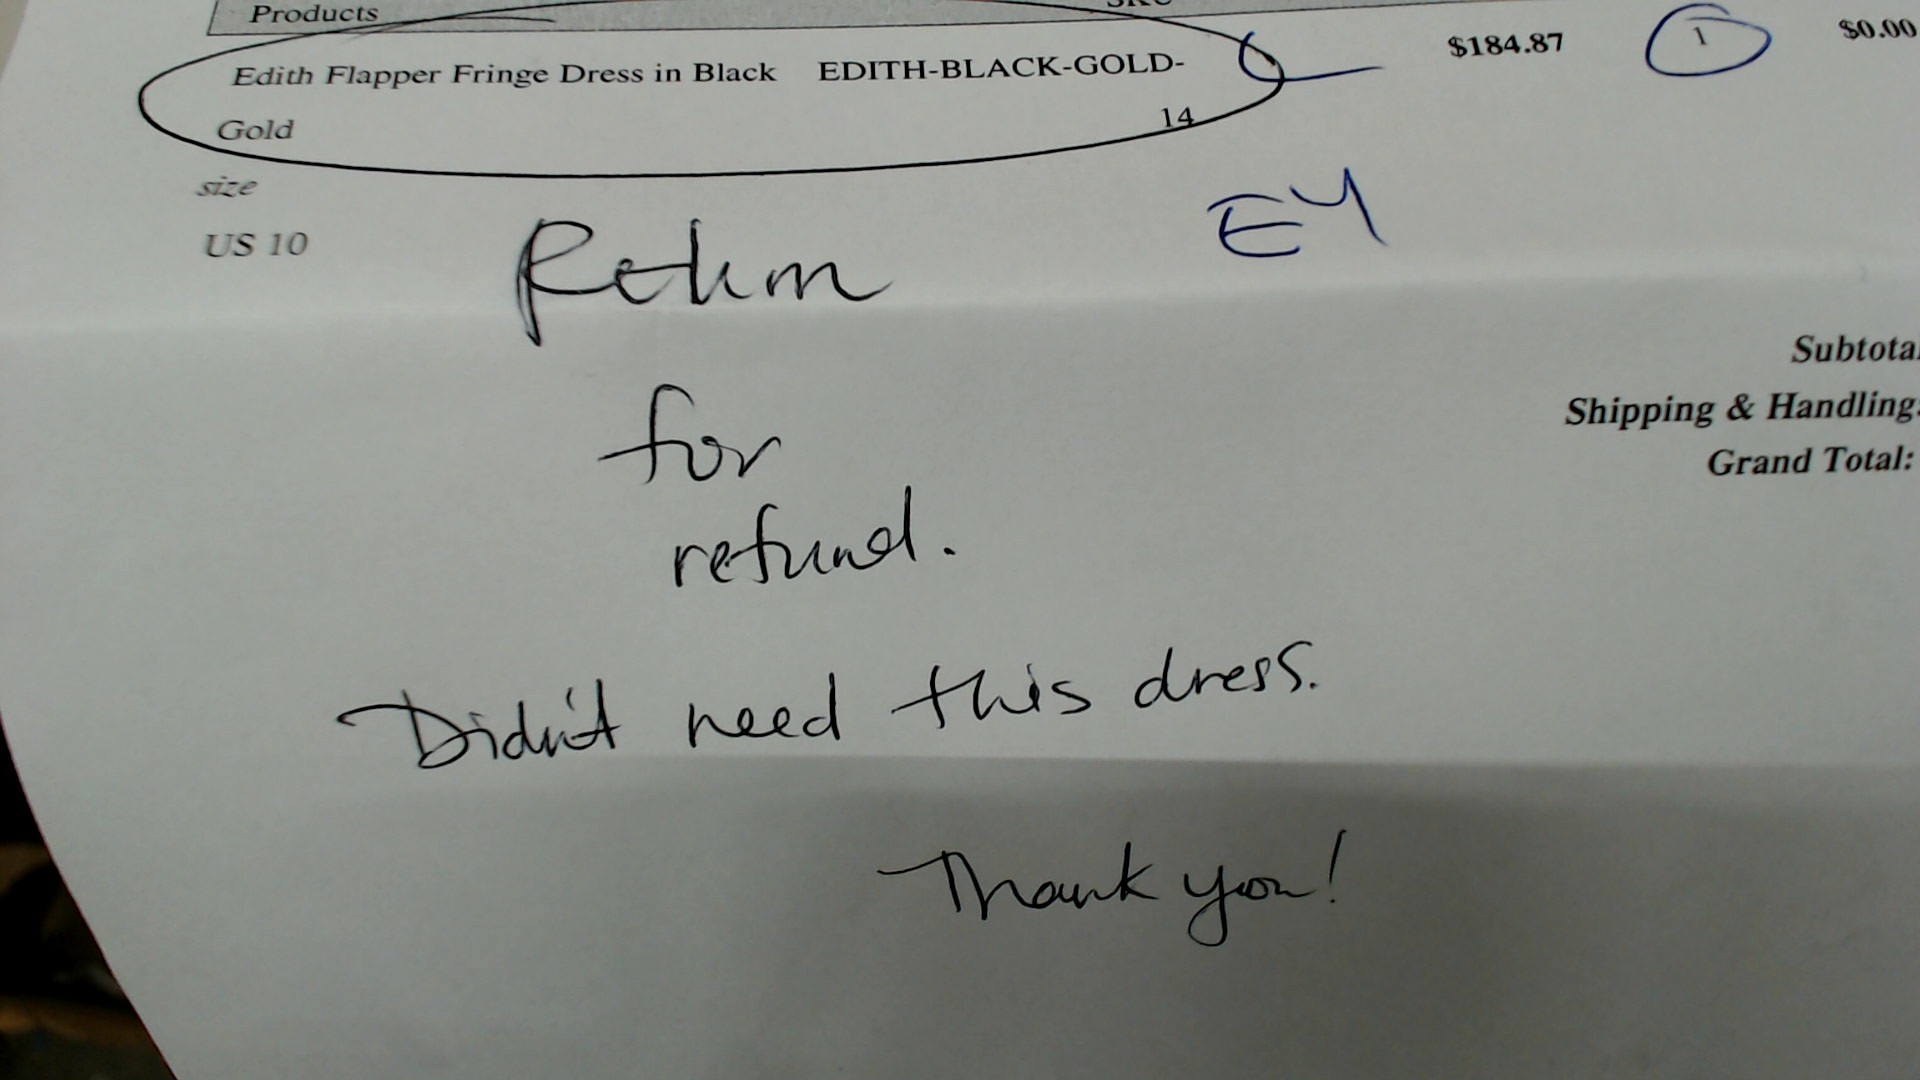 Products
Edith Flapper Fringe Dress in Black EDITH-BLACK-GOLD- $184.87 1 $0.00
Gold 14
size
US 10
EY
Return
for
refund.
Didn't need this dress.
Thank you!
Subtotal
Shipping & Handling:
Grand Total: